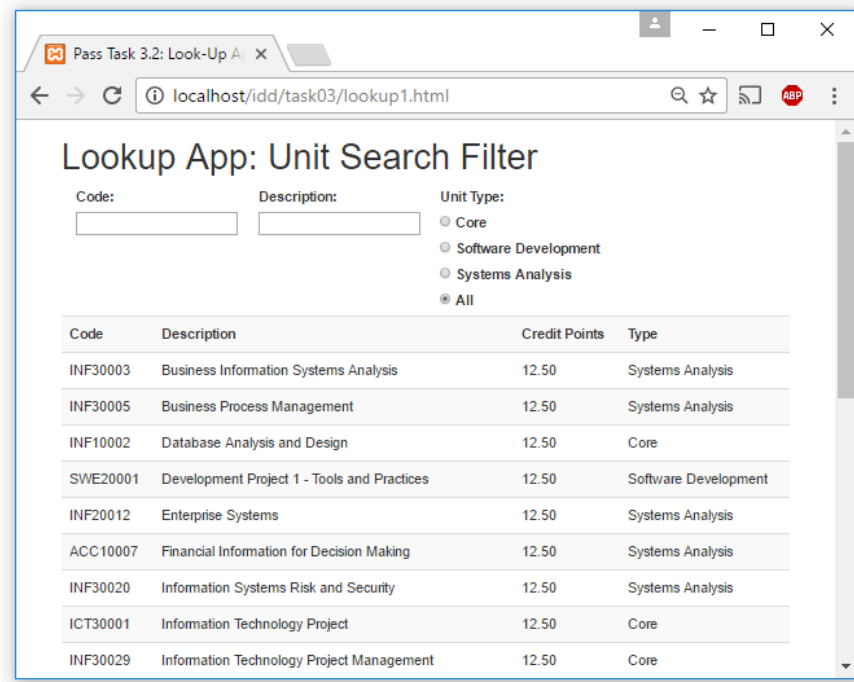 Pass Task 3.2: Look-Up A
localhost/idd/task03/lookup1.html
ABP
Lookup App: Unit Search Filter
Code: Description: Unit Type:
Core
Software Development
Systems Analysis
All
Code Description Credit Points Type
INF30003 Business Information Systems Analysis 12.50 Systems Analysis
INF30005 Business Process Management 12.50 Systems Analysis
INF10002 Database Analysis and Design 12.50 Core
SWE20001 Development Project 1 - Tools and Practices 12.50 Software Development
INF20012 Enterprise Systems 12.50 Systems Analysis
ACC10007 Financial Information for Decision Making 12.50 Systems Analysis
INF30020 Information Systems Risk and Security 12.50 Systems Analysis
ICT30001 Information Technology Project 12.50 Core
INF30029 Information Technology Project Management 12.50 Core